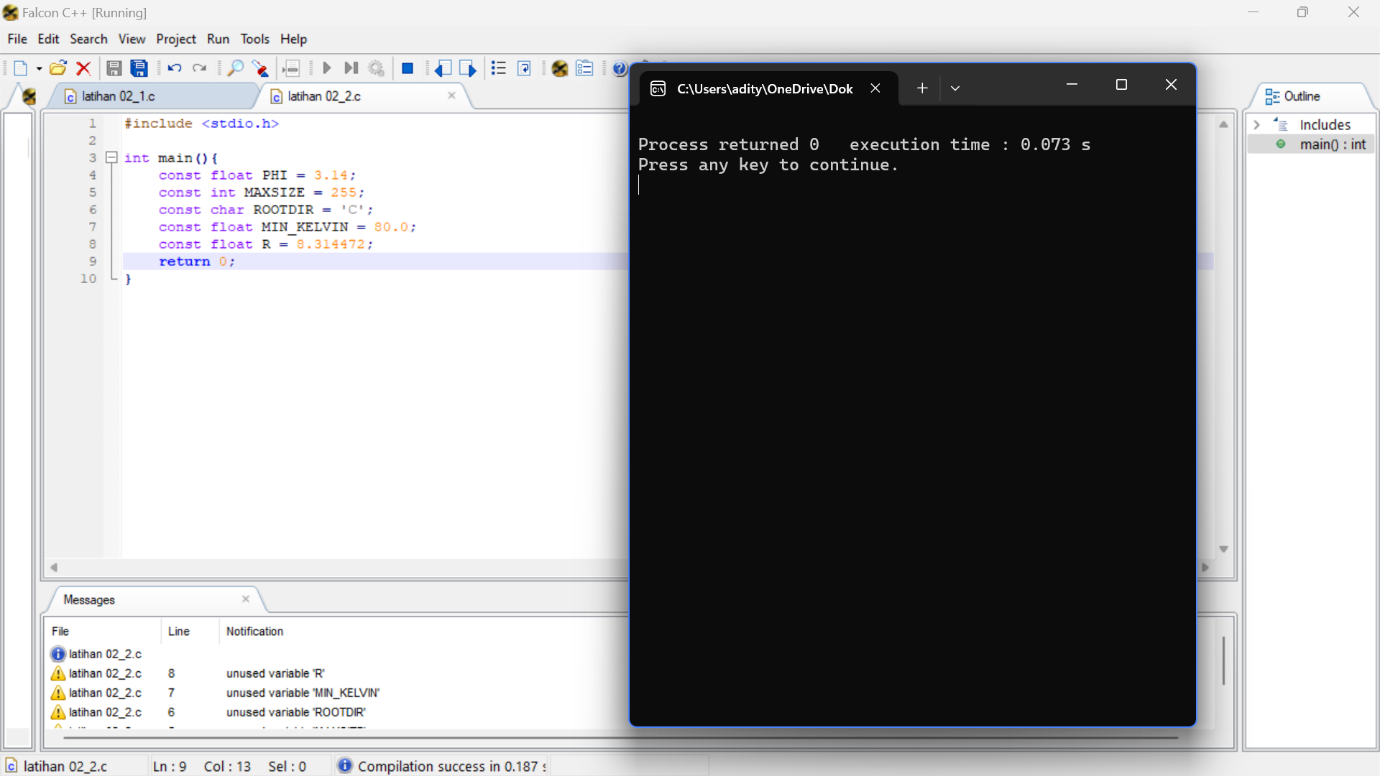 Falcon C++ [Running]
File Edit Search View Project Run Tools Help
latihan 02_1.c
latihan 02_2.c
1 #include <stdio.h>
2
3 int main(){
4 const float PHI = 3.14;
5 const int MAXSIZE = 255;
6 const char ROOTDIR = 'C';
7 const float MIN_KELVIN = 80.0;
8 const float R = 8.314472;
9 return 0;
10 }
C:\Users\adity\OneDrive\Dok
Process returned 0   execution time : 0.073 s
Press any key to continue.
Outline
Includes
main() : int
Messages
File Line Notification
latihan 02_2.c
latihan 02_2.c 8 unused variable 'R'
latihan 02_2.c 7 unused variable 'MIN_KELVIN'
latihan 02_2.c 6 unused variable 'ROOTDIR'
latihan 02_2.c Ln : 9 Col : 13 Sel : 0 Compilation success in 0.187